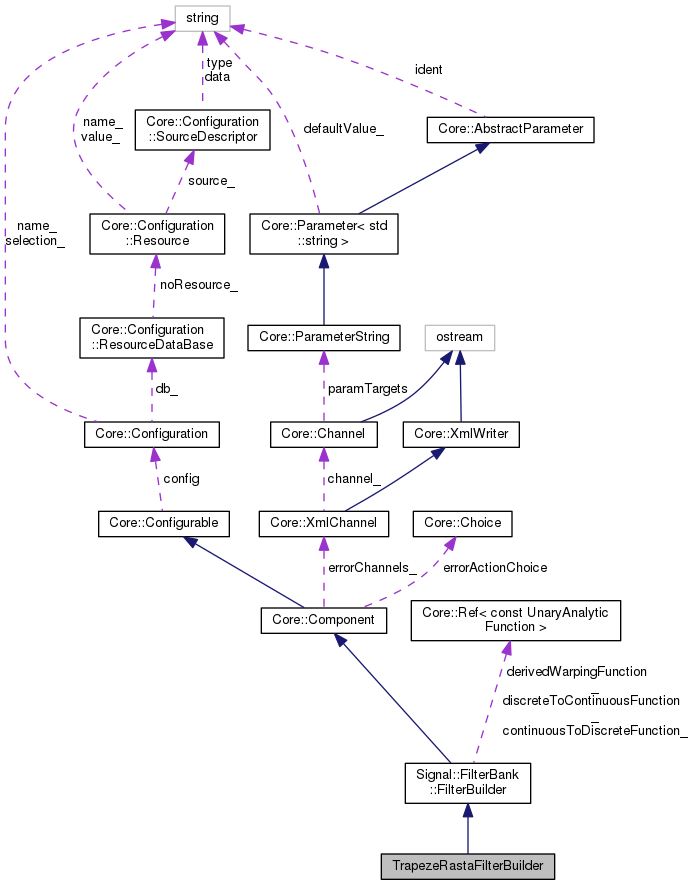 string
ident
type
data
name_
value_
defaultValue_
Core::Configuration
::SourceDescriptor
Core::AbstractParameter
source_
name_
selection_
Core::Configuration
::Resource
Core::Parameter< std
::string >
noResource_
Core::Configuration
::ResourceDataBase
Core::ParameterString
ostream
db_
paramTargets
Core::Configuration
Core::Channel
Core::XmlWriter
config
channel_
Core::Configurable
Core::XmlChannel
Core::Choice
errorChannels_
errorActionChoice
Core::Component
Core::Ref< const UnaryAnalytic
Function >
derivedWarpingFunction
_
discreteToContinuousFunction
_
continuousToDiscreteFunction_
Signal::FilterBank
::FilterBuilder
TrapezeRastaFilterBuilder